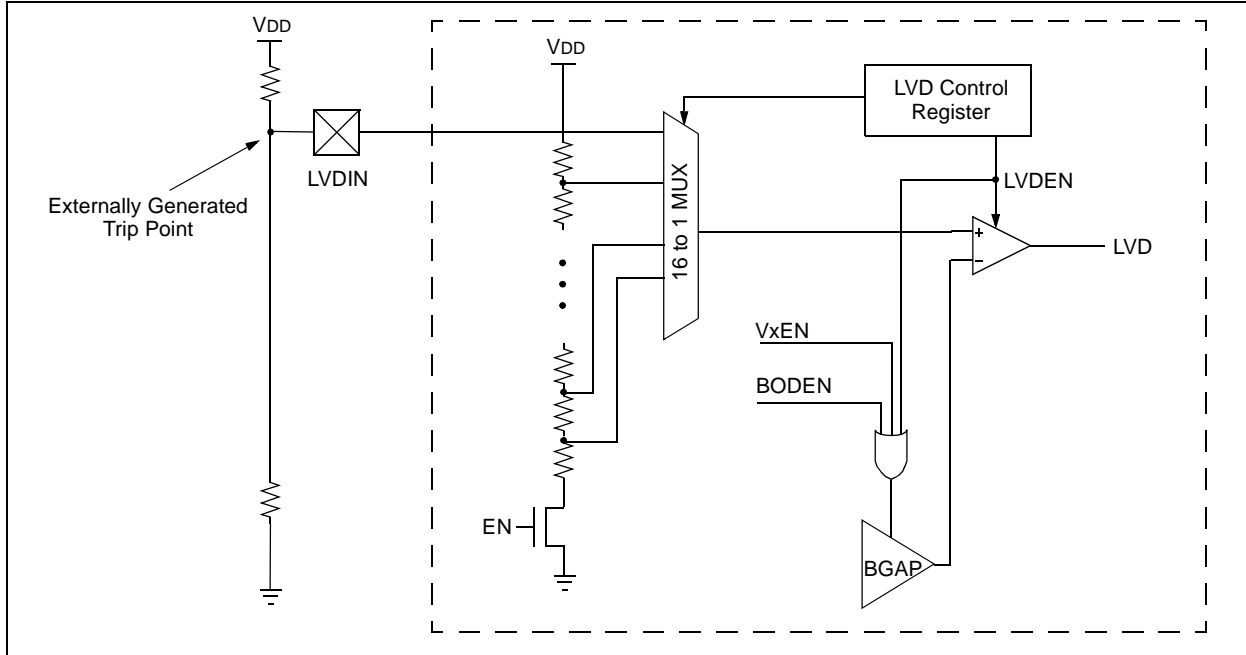 VDD
VDD
LVD Control
Register
LVDIN
16 to 1 MUX
LVDEN
Externally Generated
Trip Point
+
–
LVD
VxEN
BODEN
EN
BGAP